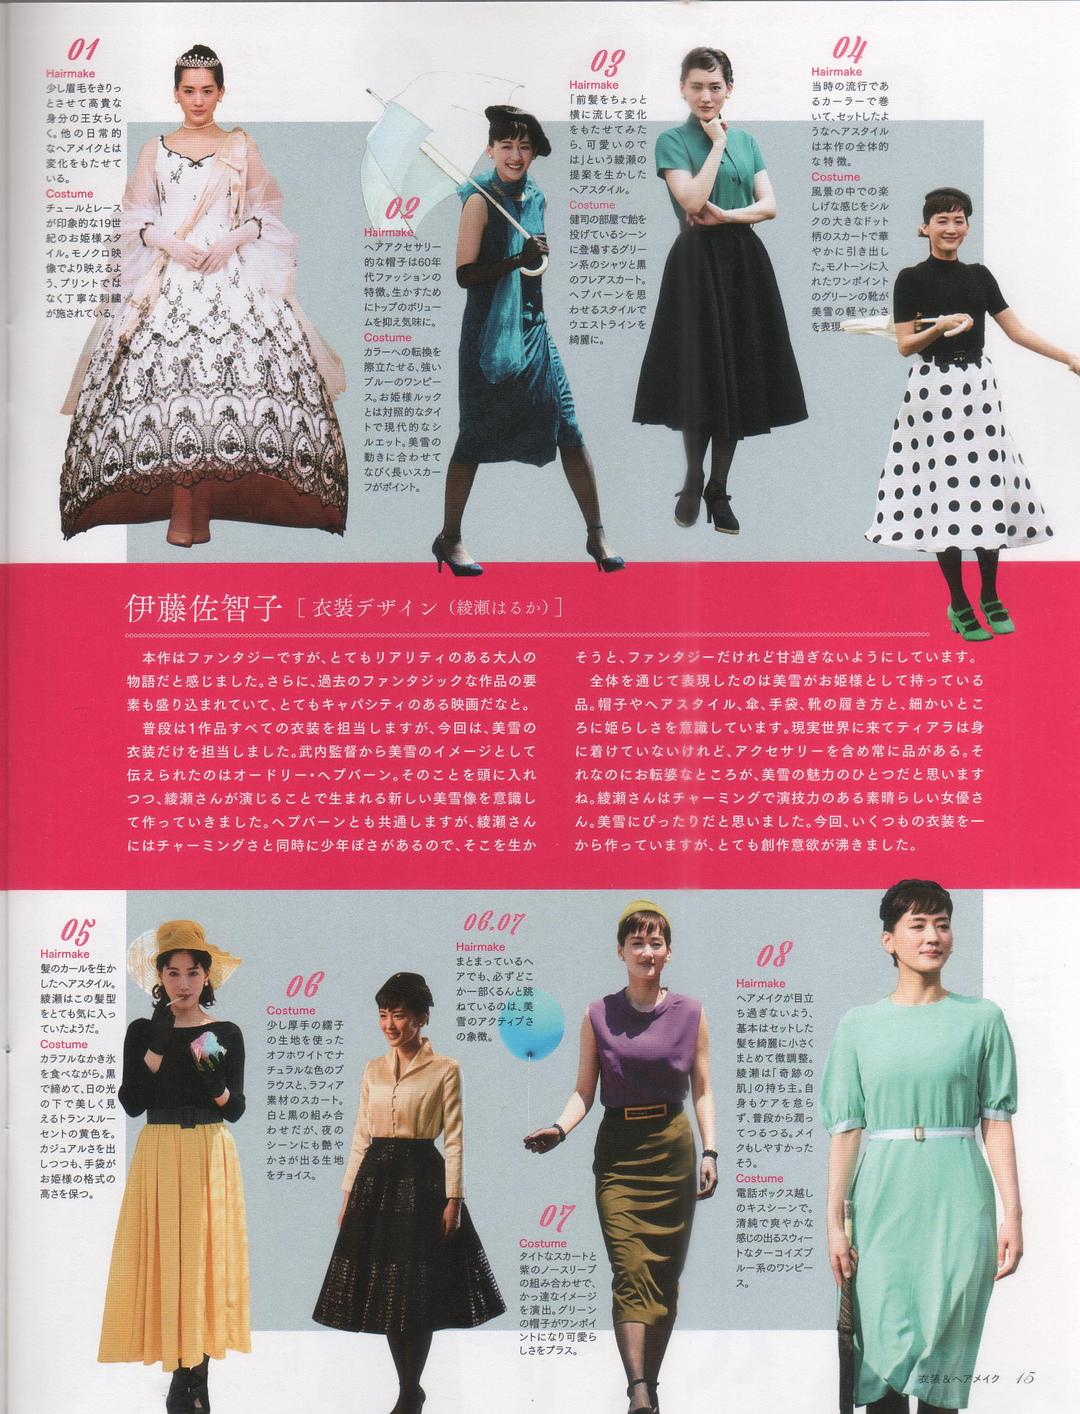 01
Hairmake
少し眉毛をきりっ
とさせて高貴な
身分の王女らし
く。他の日常的
なヘアメイクとは
変化をもたせて
いる。
Costume
チュールとレース
が印象的な19世
紀のお姫様スタ
イル。モノクロ映
像でより映えるよ
う、プリントでは
なく丁寧な刺繍
が施されている。
02
Hairmake
ヘアアクセサリー
的な帽子は60年
代ファッションの
特徴。生かすため
にトップのボリュー
ムを抑え気味に。
Costume
カラーへの転換を
際立たせる、強い
ブルーのワンピー
ス。お姫様ルック
とは対照的なタイ
トで現代的なシ
ルエット。美雪の
動きに合わせて
なびく長いスカー
フがポイント。
03
Hairmake
「前髪をちょっと
横に流して変化
をもたせてみた
ら、可愛いので
は」という綾瀬の
提案を生かした
ヘアスタイル。
Costume
健司の部屋で飴を
投げているシーン
に登場するグリー
ン系のシャツと黒
のフレアスカート。
ヘプバーンを思
わせるスタイルで
ウエストラインを
綺麗に。
04
Hairmake
当時の流行であ
るカーラーで巻
いて、セットしたよ
うなヘアスタイル
は本作の全体的
な特徴。
Costume
風景の中での楽
しげな感じをシル
クの大きなドット
柄のスカートで華
やかに引き出し
た。モノトーンに入
れたワンポイント
のグリーンの靴が
美雪の軽やかさ
を表現。
伊藤佐智子［衣装デザイン（綾瀬はるか）］
本作はファンタジーですが、とてもリアリティのある大人の
物語だと感じました。さらに、過去のファンタジックな作品の要
素も盛り込まれていて、とてもキャパシティのある映画だなと。
普段は1作品すべての衣装を担当しますが、今回は、美雪の
衣装だけを担当しました。武内監督から美雪のイメージとして
伝えられたのはオードリー・ヘプバーン。そのことを頭に入れ
つつ、綾瀬さんが演じることで生まれる新しい美雪像を意識し
て作っていきました。ヘプバーンとも共通しますが、綾瀬さん
にはチャーミングさと同時に少年ぽさがあるので、そこを生か
そうと、ファンタジーだけれど甘過ぎないようにしています。
全体を通じて表現したのは美雪がお姫様として持っている
品。帽子やヘアスタイル、傘、手袋、靴の履き方と、細かいとこ
ろに姫らしさを意識しています。現実世界に来てティアラは身
に着けていないけれど、アクセサリーを含め常に品がある。そ
れなのにお転婆なところが、美雪の魅力のひとつだと思います
ね。綾瀬さんはチャーミングで演技力のある素晴らしい女優さ
ん。美雪にぴったりだと思いました。今回、いくつもの衣装を一
から作っていますが、とても創作意欲が沸きました。
05
Hairmake
髪のカールを生か
したヘアスタイル。
綾瀬はこの髪型
をとても気に入っ
ていたようだ。
Costume
カラフルなかき氷
を食べながら。黒
で締めて、日の光
の下で美しく見
えるトランスルー
セントの黄色を。
カジュアルさを出
しつつも、手袋が
お姫様の格式の
高さを保つ。
06
Costume
少し厚手の繻子
の生地を使った
オフホワイトでナ
チュラルな色のブ
ラウスと、ラフィア
素材のスカート。
白と黒の組み合
わせだが、夜の
シーンにも艶や
かさが出る生地
をチョイス。
06.07
Hairmake
まとまっているヘ
アでも、必ずどこ
か一部くるんと跳
ねているのは、美
雪のアクティブさ
の象徴。
07
Costume
タイトなスカートと
紫のノースリーブ
の組み合わせで、
かっ達なイメージ
を演出。グリーン
の帽子がワンポイ
ントになり可愛ら
しさをプラス。
08
Hairmake
ヘアメイクが目立
ち過ぎないよう、
基本はセットした
髪を綺麗に小さく
まとめて微調整。
綾瀬は「奇跡の
肌」の持ち主。自
身もケアを怠ら
ず、普段から潤っ
てつるつる。メイ
クもしやすかった
そう。
Costume
電話ボックス越し
のキスシーンで。
清純で爽やかな
感じの出るスウィー
トなターコイズブ
ルー系のワンピー
ス。
衣装＆ヘアメイク 15